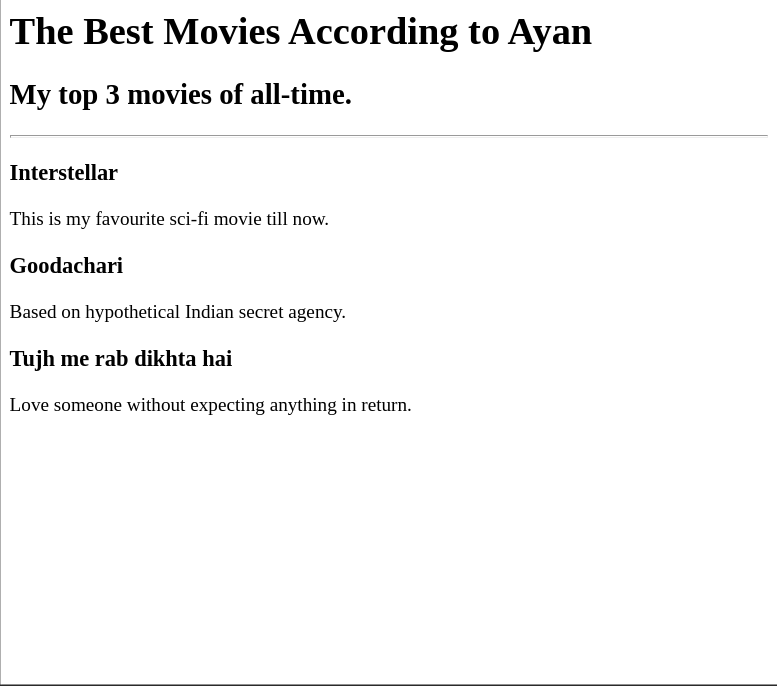 The Best Movies According to Ayan
My top 3 movies of all-time.
Interstellar
This is my favourite sci-fi movie till now.
Goodachari
Based on hypothetical Indian secret agency.
Tujh me rab dikhta hai
Love someone without expecting anything in return.